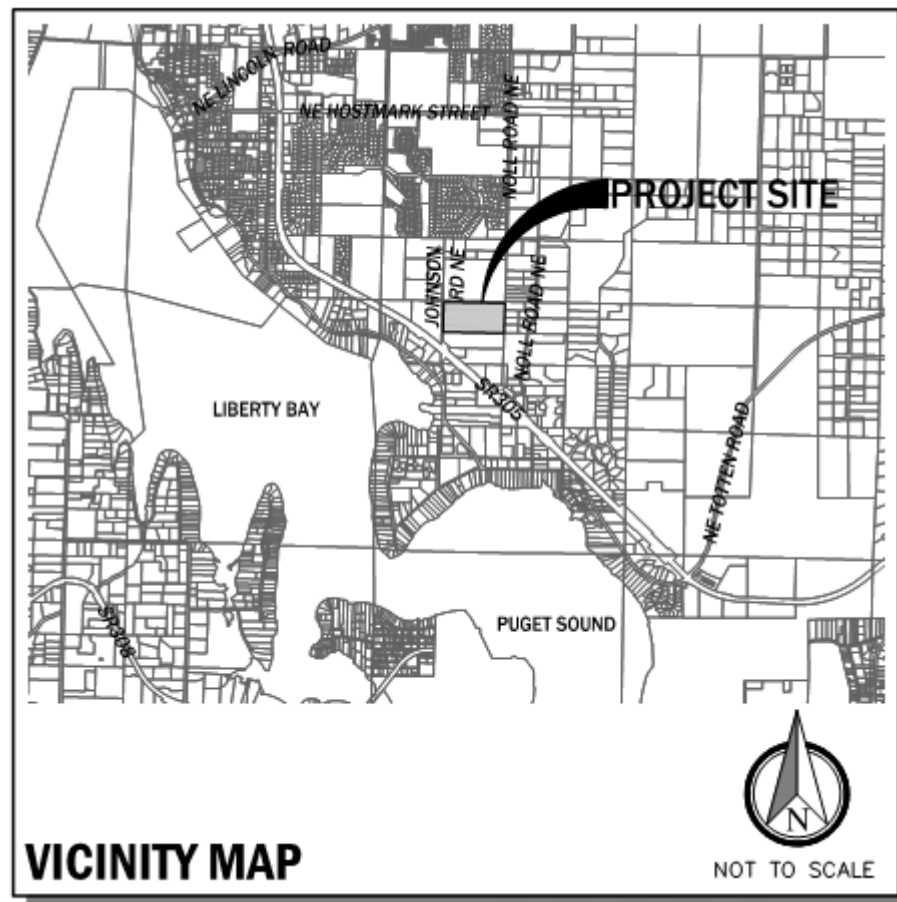 NE LINCOLN ROAD
NE HOSTMARK STREET
NOLL ROAD NE
PROJECT SITE
JOHNSON
RD NE
NOLL ROAD NE
SR305
LIBERTY BAY
NE TOTTEN ROAD
SR308
PUGET SOUND
N
VICINITY MAP
NOT TO SCALE